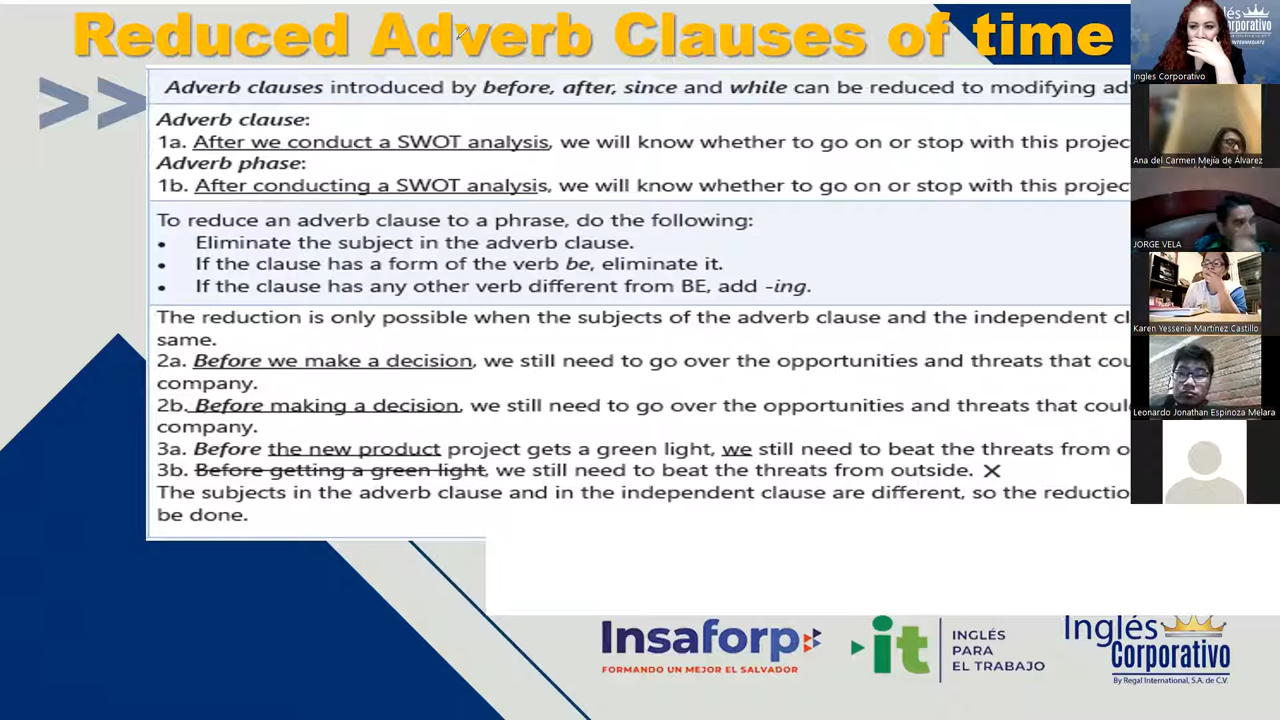 Reduced Adverb Clauses of time
Adverb clauses introduced by before, after, since and while can be reduced to modifying
Adverb clause:
1a. After we conduct a SWOT analysis, we will know whether to go on or stop with this
Adverb phase:
1b. After conducting a SWOT analysis, we will know whether to go on or stop with this
To reduce an adverb clause to a phrase, do the following:
• Eliminate the subject in the adverb clause.
• If the clause has a form of the verb be, eliminate it.
• If the clause has any other verb different from BE, add -ing.
The reduction is only possible when the subjects of the adverb clause and the independent
same.
2a. Before we make a decision, we still need to go over the opportunities and threats that
company.
2b. Before making a decision, we still need to go over the opportunities and threats that
company.
3a. Before the new product project gets a green light, we still need to beat the threats from
3b. Before getting a green light, we still need to beat the threats from outside. X
The subjects in the adverb clause and in the independent clause are different, so the
be done.
Ingles Corporativo
Ana del Carmen Mejía de Álvarez
JORGE VELA
Karen Yessenia Martínez Castillo
Leonardo Jonathan Espinoza Melara
Insaforp
FORMANDO UN MEJOR EL SALVADOR
it
INGLÉS
PARA
EL TRABAJO
Inglés
Corporativo
By Regal International, S.A. de C.V.